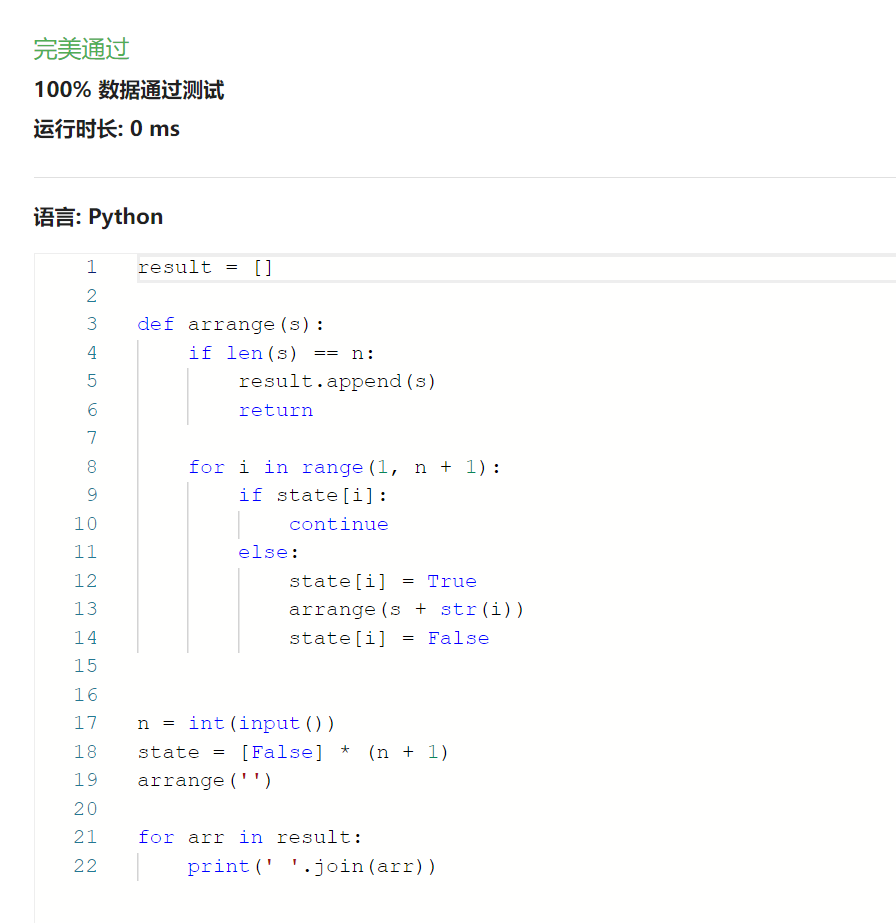 完美通过
100% 数据通过测试
运行时长: 0 ms
语言: Python
1 result = []
2
3 def arrange(s):
4     if len(s) == n:
5         result.append(s)
6         return
7
8     for i in range(1, n + 1):
9         if state[i]:
10             continue
11         else:
12             state[i] = True
13             arrange(s + str(i))
14             state[i] = False
15
16
17 n = int(input())
18 state = [False] * (n + 1)
19 arrange('')
20
21 for arr in result:
22     print(' '.join(arr))